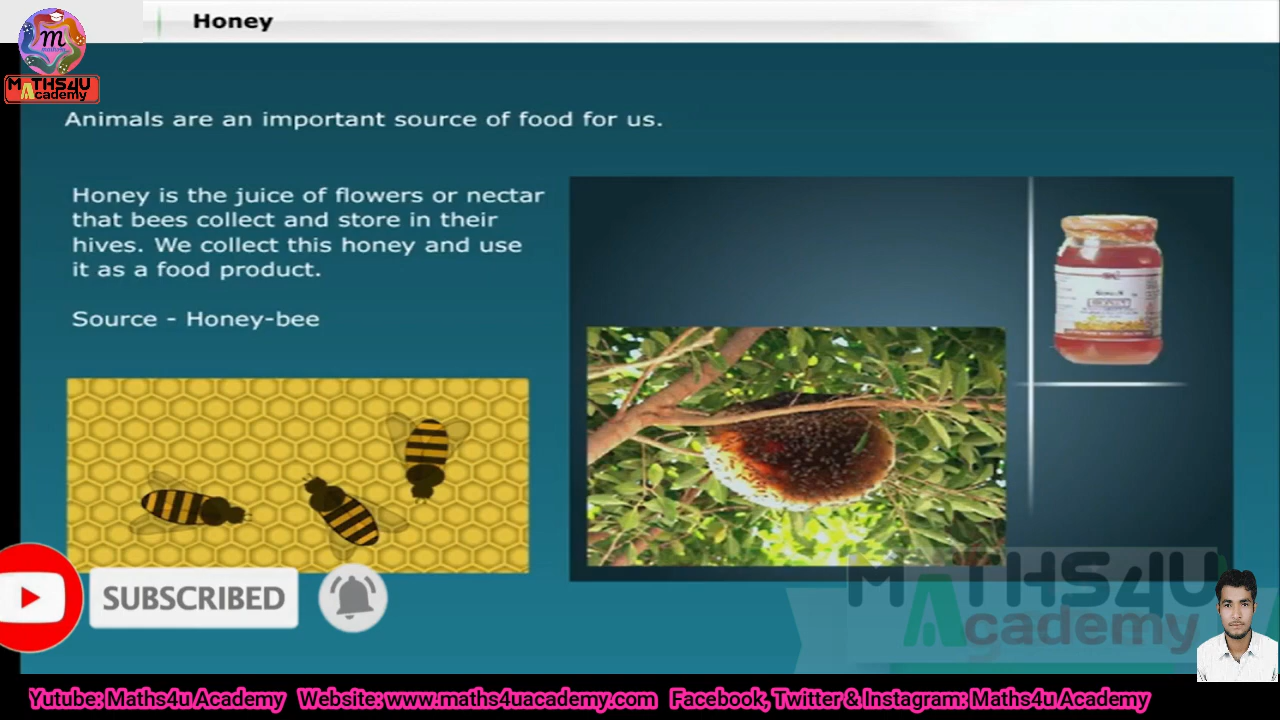 Honey
m
MATHS4U
Academy
Animals are an important source of food for us.
Honey is the juice of flowers or nectar
that bees collect and store in their
hives. We collect this honey and use
it as a food product.
Source - Honey-bee
SUBSCRIBED
MATHS4U
Academy
Yutube: Maths4u Academy Website: www.maths4uacademy.com Facebook, Twitter & Instagram: Maths4u Academy